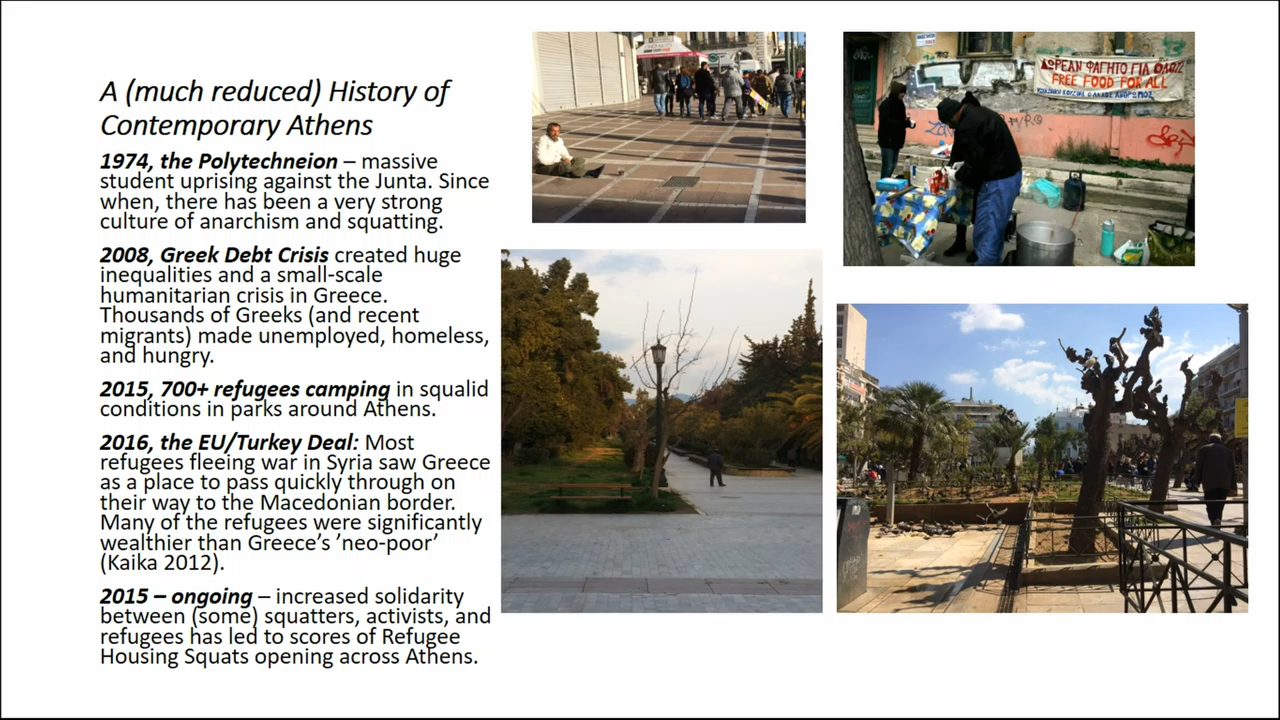 A (much reduced) History of
Contemporary Athens
1974, the Polytechneion – massive
student uprising against the Junta. Since
when, there has been a very strong
culture of anarchism and squatting.
2008, Greek Debt Crisis created huge
inequalities and a small-scale
humanitarian crisis in Greece.
Thousands of Greeks (and recent
migrants) made unemployed, homeless,
and hungry.
2015, 700+ refugees camping in squalid
conditions in parks around Athens.
2016, the EU/Turkey Deal: Most
refugees fleeing war in Syria saw Greece
as a place to pass quickly through on
their way to the Macedonian border.
Many of the refugees were significantly
wealthier than Greece's 'neo-poor'
(Kaika 2012).
2015 – ongoing – increased solidarity
between (some) squatters, activists, and
refugees has led to scores of Refugee
Housing Squats opening across Athens.
ΔΩΡΕΑΝ ΦΑΓΗΤΟ ΓΙΑ ΟΛΟΥΣ
FREE FOOD FOR ALL